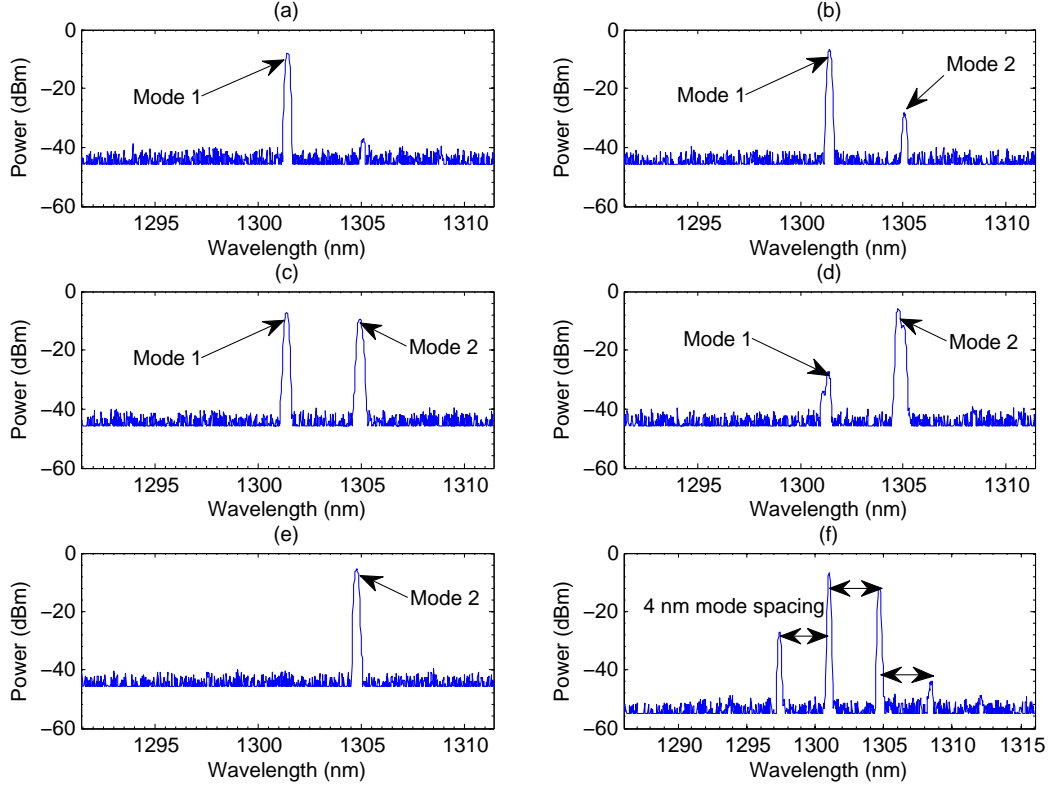 (a)
0
−20
−40
−60
Power (dBm)
Mode 1
1295
1300
1305
1310
Wavelength (nm)
(b)
0
−20
−40
−60
Power (dBm)
Mode 1
Mode 2
1295
1300
1305
1310
Wavelength (nm)
(c)
0
−20
−40
−60
Power (dBm)
Mode 1
Mode 2
1295
1300
1305
1310
Wavelength (nm)
(d)
0
−20
−40
−60
Power (dBm)
Mode 1
Mode 2
1295
1300
1305
1310
Wavelength (nm)
(e)
0
−20
−40
−60
Power (dBm)
Mode 2
1295
1300
1305
1310
Wavelength (nm)
(f)
0
−20
−40
−60
Power (dBm)
4 nm mode spacing
1290
1295
1300
1305
1310
1315
Wavelength (nm)